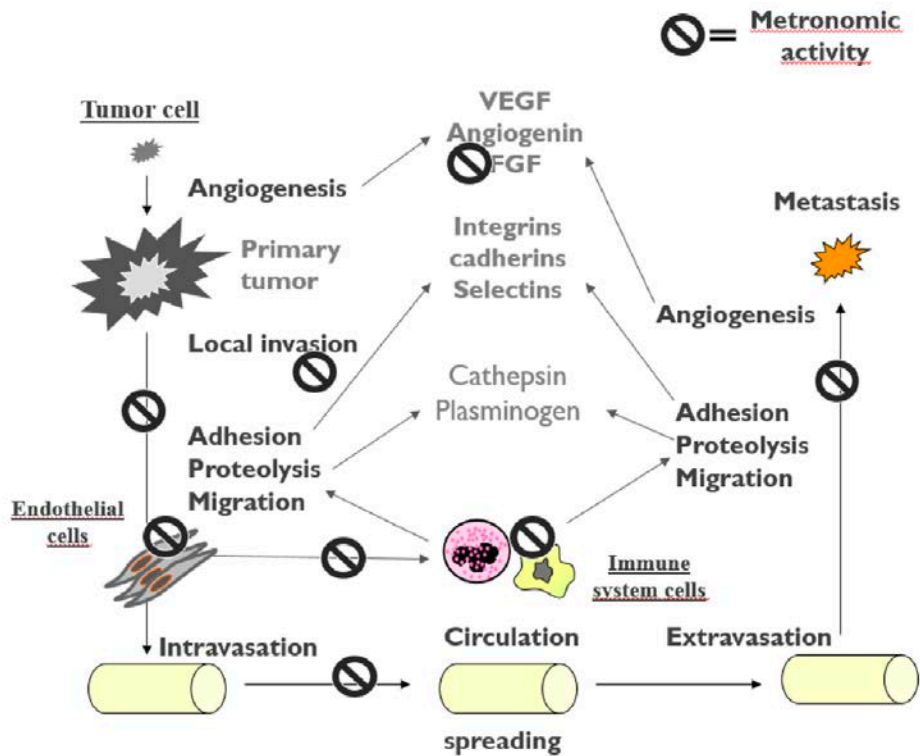 = Metronomic
activity
Tumor cell
VEGF
Angiogenin
FGF
Angiogenesis
Metastasis
Primary
tumor
Integrins
cadherins
Selectins
Angiogenesis
Local invasion
Cathepsin
Plasminogen
Adhesion
Proteolysis
Migration
Adhesion
Proteolysis
Migration
Endothelial
cells
Immune
system cells
Intravasation
Circulation
Extravasation
spreading